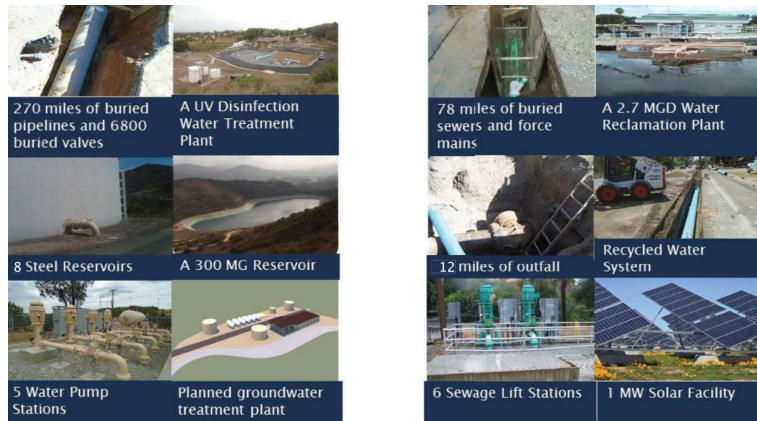 270 miles of buried
pipelines and 6800
buried valves
A UV Disinfection
Water Treatment
Plant
78 miles of buried
sewers and force
mains
A 2.7 MGD Water
Reclamation Plant
8 Steel Reservoirs
A 300 MG Reservoir
12 miles of outfall
Recycled Water
System
5 Water Pump
Stations
Planned groundwater
treatment plant
6 Sewage Lift Stations
1 MW Solar Facility